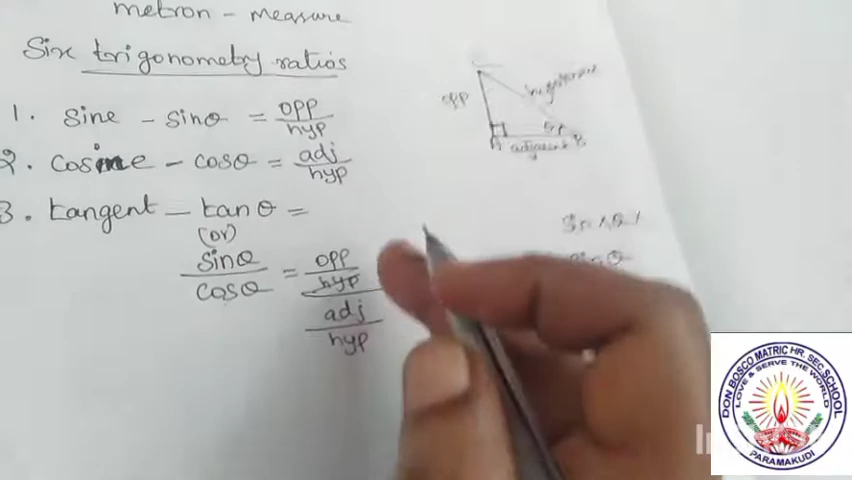 metron - measure
Six trigonometry ratios
1. sine - sinθ = opp/hyp
2. cosine - cosθ = adj/hyp
3. tangent - tanθ =
(or)
sinθ/cosθ = opp/hyp / adj/hyp
opp
hypotenuse
A adjacent B
sinθ
DON BOSCO MATRIC HR. SEC. SCHOOL
LOVE & SERVE THE WORLD
PARAMAKUDI